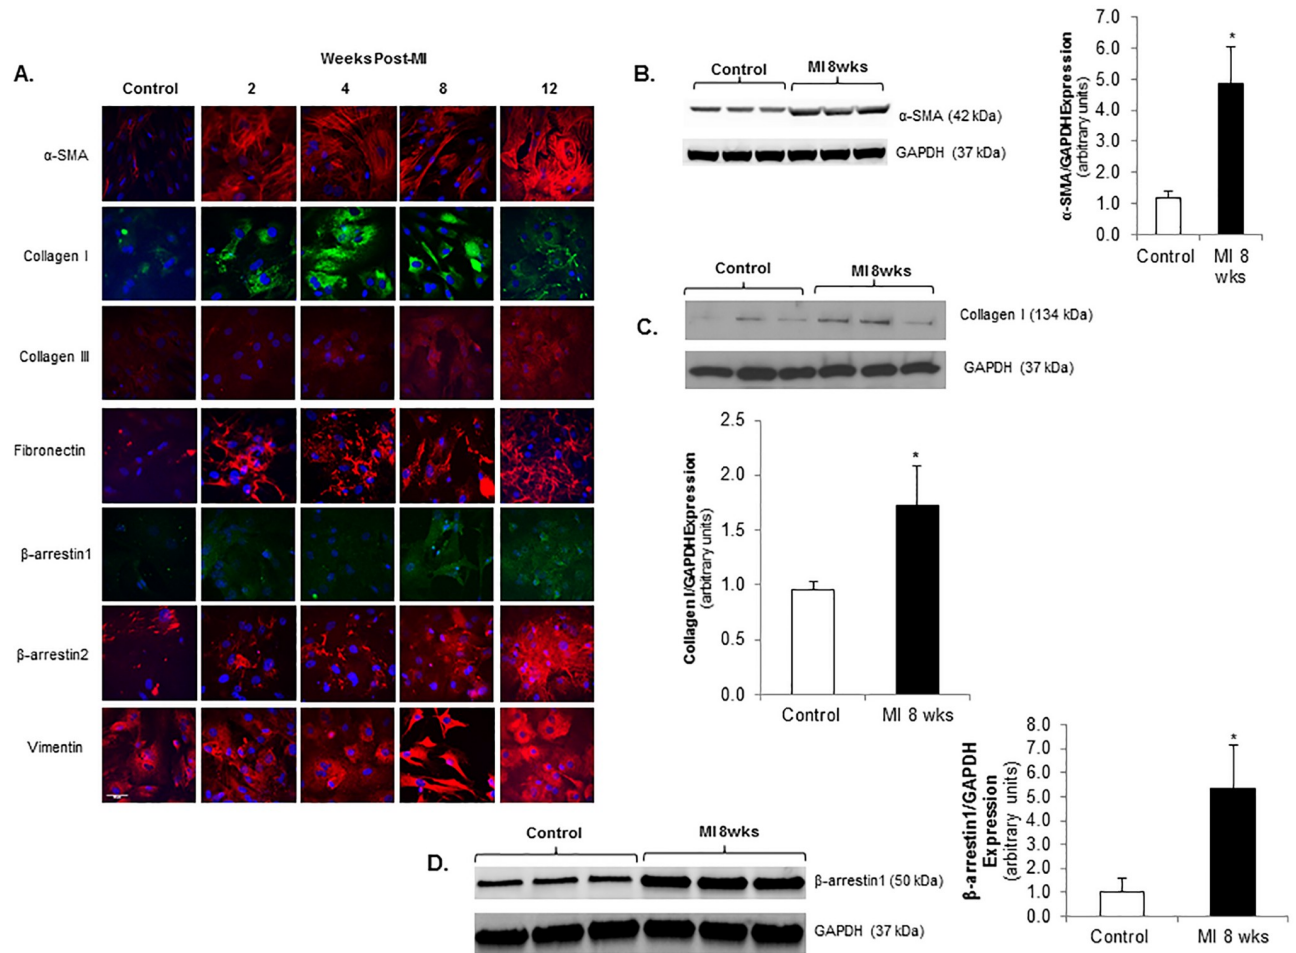 A.
Weeks Post-MI
Control 2 4 8 12
α-SMA
Collagen I
Collagen III
Fibronectin
β-arrestin1
β-arrestin2
Vimentin
B.
Control MI 8wks
α-SMA (42 kDa)
GAPDH (37 kDa)
α-SMA/GAPDH Expression
(arbitrary units)
7.0
6.0
5.0
4.0
3.0
2.0
1.0
0.0
*
Control MI 8
wks
C.
Control MI 8wks
Collagen I (134 kDa)
GAPDH (37 kDa)
Collagen I/GAPDH Expression
(arbitrary units)
2.5
2.0
1.5
1.0
0.5
0.0
*
Control MI 8 wks
D.
Control MI 8wks
β-arrestin1 (50 kDa)
GAPDH (37 kDa)
β-arrestin1/GAPDH
Expression
(arbitrary units)
8.0
7.0
6.0
5.0
4.0
3.0
2.0
1.0
0.0
*
Control MI 8 wks